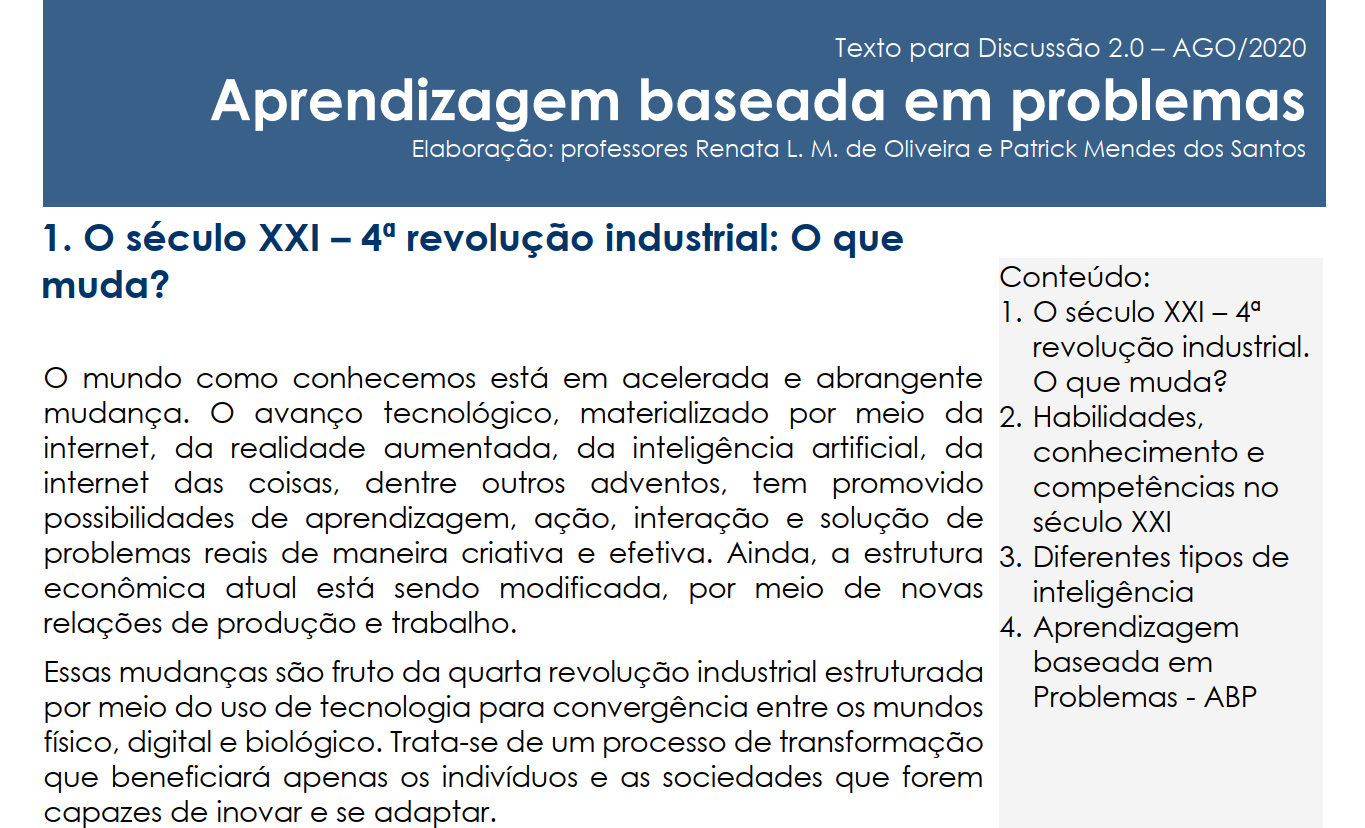 Texto para Discussão 2.0 – AGO/2020
Aprendizagem baseada em problemas
Elaboração: professores Renata L. M. de Oliveira e Patrick Mendes dos Santos
1. O século XXI – 4ª revolução industrial: O que
muda?
O mundo como conhecemos está em acelerada e abrangente
mudança. O avanço tecnológico, materializado por meio da
internet, da realidade aumentada, da inteligência artificial, da
internet das coisas, dentre outros adventos, tem promovido
possibilidades de aprendizagem, ação, interação e solução de
problemas reais de maneira criativa e efetiva. Ainda, a estrutura
econômica atual está sendo modificada, por meio de novas
relações de produção e trabalho.
Essas mudanças são fruto da quarta revolução industrial estruturada
por meio do uso de tecnologia para convergência entre os mundos
físico, digital e biológico. Trata-se de um processo de transformação
que beneficiará apenas os indivíduos e as sociedades que forem
capazes de inovar e se adaptar.
Conteúdo:
1. O século XXI – 4ª
revolução industrial.
O que muda?
2. Habilidades,
conhecimento e
competências no
século XXI
3. Diferentes tipos de
inteligência
4. Aprendizagem
baseada em
Problemas - ABP